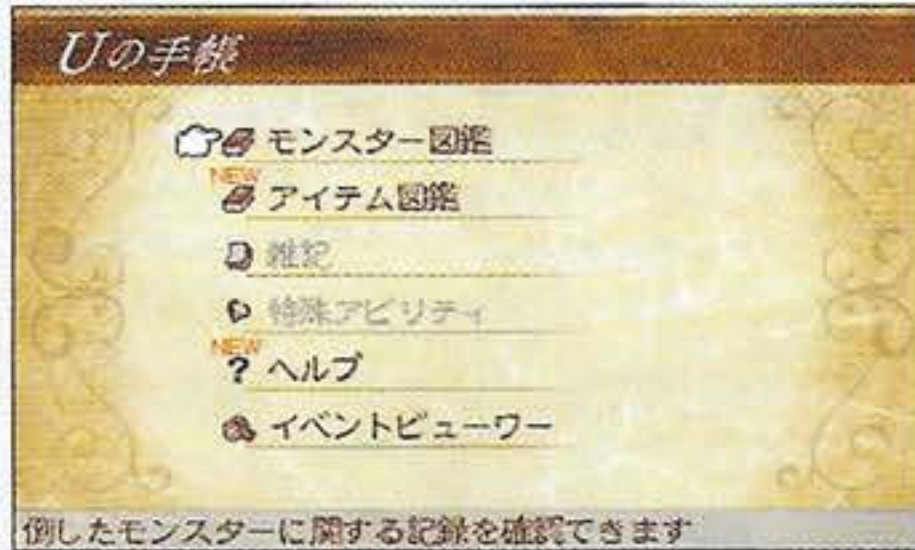 Uの手帳
モンスター図鑑
NEW
アイテム図鑑
雑記
特殊アビリティ
NEW
? ヘルプ
イベントビューワー
倒したモンスターに関する記録を確認できます